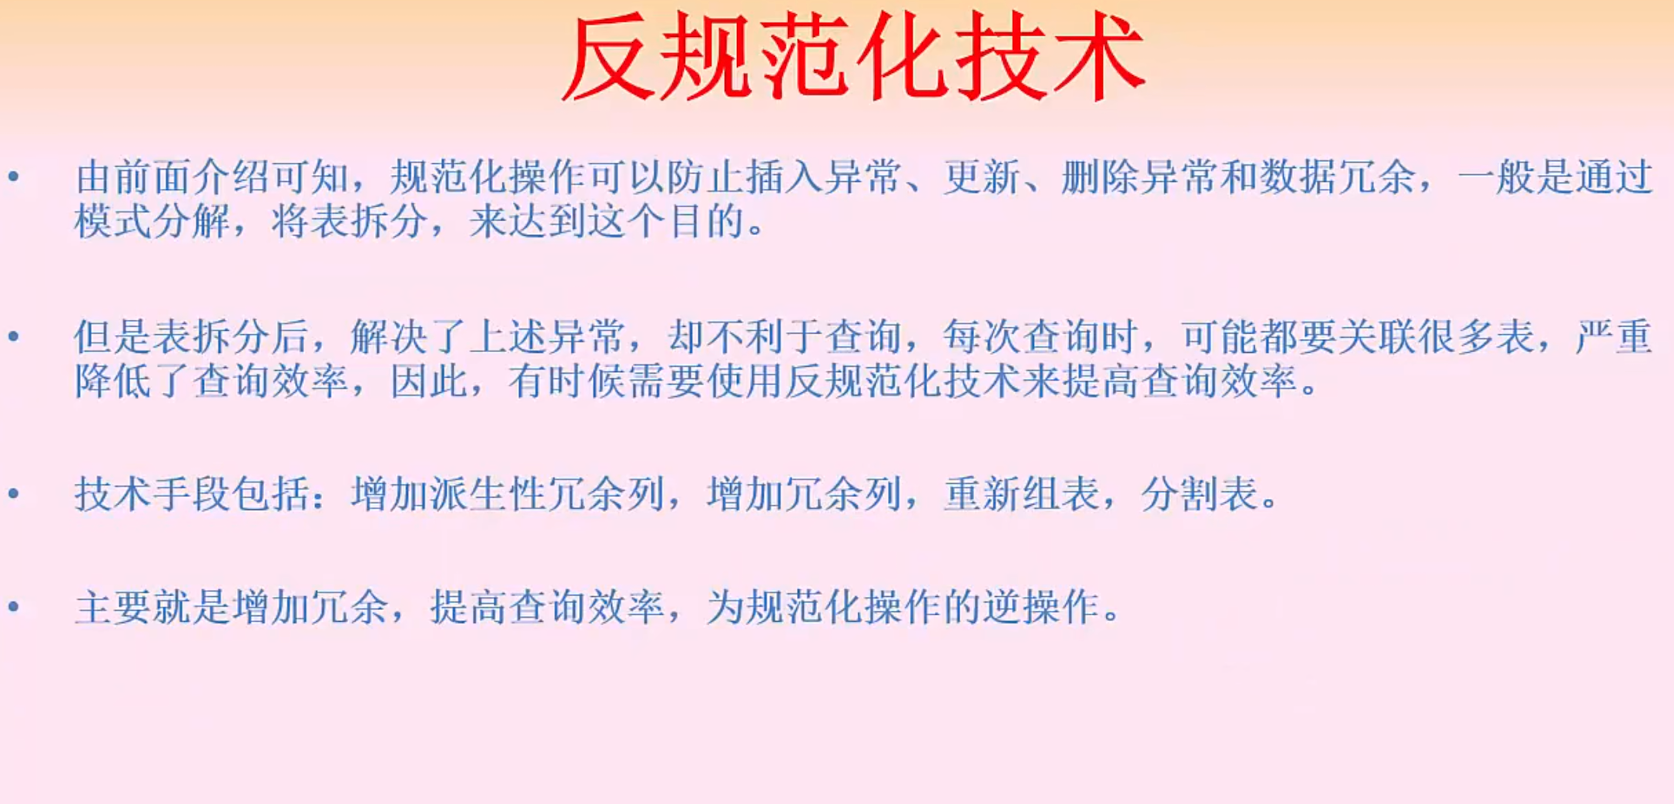 反规范化技术
• 由前面介绍可知，规范化操作可以防止插入异常、更新、删除异常和数据冗余，一般是通过
模式分解，将表拆分，来达到这个目的。
• 但是表拆分后，解决了上述异常，却不利于查询，每次查询时，可能都要关联很多表，严重
降低了查询效率，因此，有时候需要使用反规范化技术来提高查询效率。
• 技术手段包括：增加派生性冗余列，增加冗余列，重新组表，分割表。
• 主要就是增加冗余，提高查询效率，为规范化操作的逆操作。